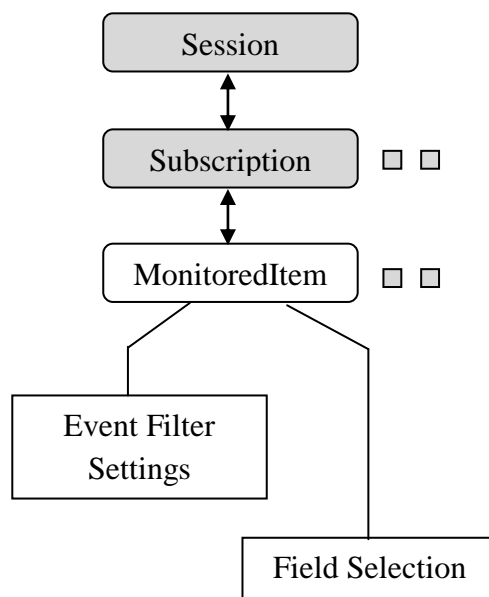 Session
Subscription
MonitoredItem
Event Filter
Settings
Field Selection